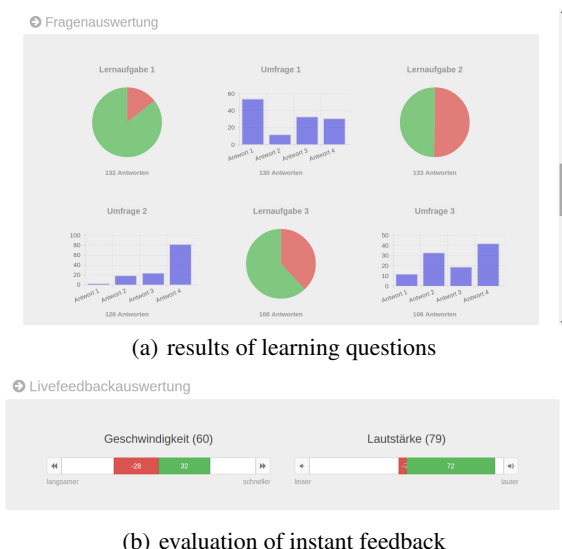 Fragenauswertung
Lernaufgabe 1
Umfrage 1
Lernaufgabe 2
60
40
20
0
Antwort 1
Antwort 2
Antwort 3
Antwort 4
132 Antworten
130 Antworten
133 Antworten
Umfrage 2
Lernaufgabe 3
Umfrage 3
100
80
60
40
20
0
Antwort 1
Antwort 2
Antwort 3
Antwort 4
50
40
30
20
10
0
Antwort 1
Antwort 2
Antwort 3
Antwort 4
128 Antworten
108 Antworten
106 Antworten
(a) results of learning questions
Livefeedbackauswertung
Geschwindigkeit (60)
Lautstärke (79)
-28
32
-7
72
langsamer
schneller
leiser
lauter
(b) evaluation of instant feedback